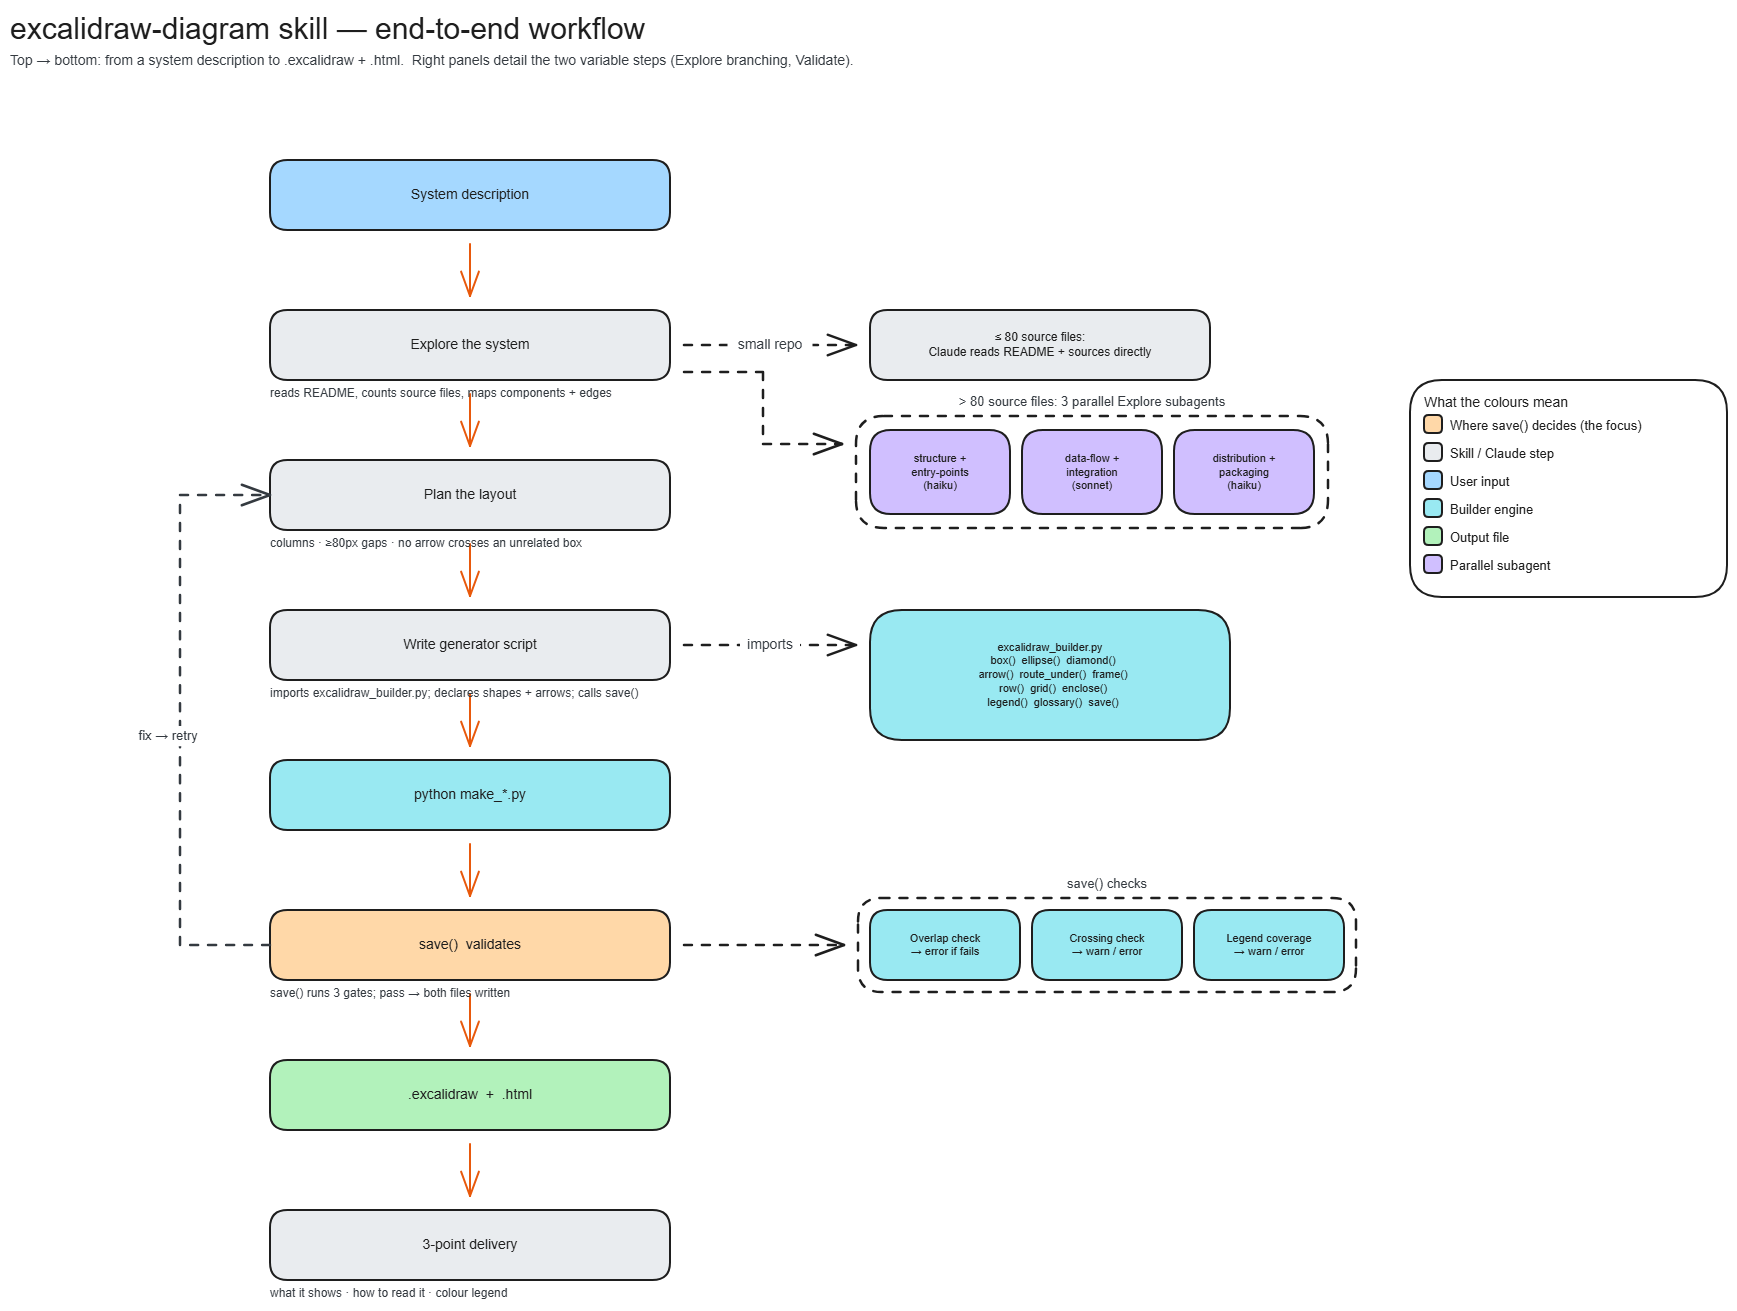 excalidraw-diagram skill — end-to-end workflow
Top → bottom: from a system description to .excalidraw + .html.  Right panels detail the two variable steps (Explore branching, Validate).
System description
Explore the system
reads README, counts source files, maps components + edges
small repo
≤ 80 source files:
Claude reads README + sources directly
> 80 source files: 3 parallel Explore subagents
structure +
entry-points
(haiku)
data-flow +
integration
(sonnet)
distribution +
packaging
(haiku)
What the colours mean
Where save() decides (the focus)
Skill / Claude step
User input
Builder engine
Output file
Parallel subagent
Plan the layout
columns · ≥80px gaps · no arrow crosses an unrelated box
Write generator script
imports excalidraw_builder.py; declares shapes + arrows; calls save()
imports
excalidraw_builder.py
box()  ellipse()  diamond()
arrow()  route_under()  frame()
row()  grid()  enclose()
legend()  glossary()  save()
fix → retry
python make_*.py
save()  validates
save() runs 3 gates; pass → both files written
save() checks
Overlap check
→ error if fails
Crossing check
→ warn / error
Legend coverage
→ warn / error
.excalidraw  +  .html
3-point delivery
what it shows · how to read it · colour legend